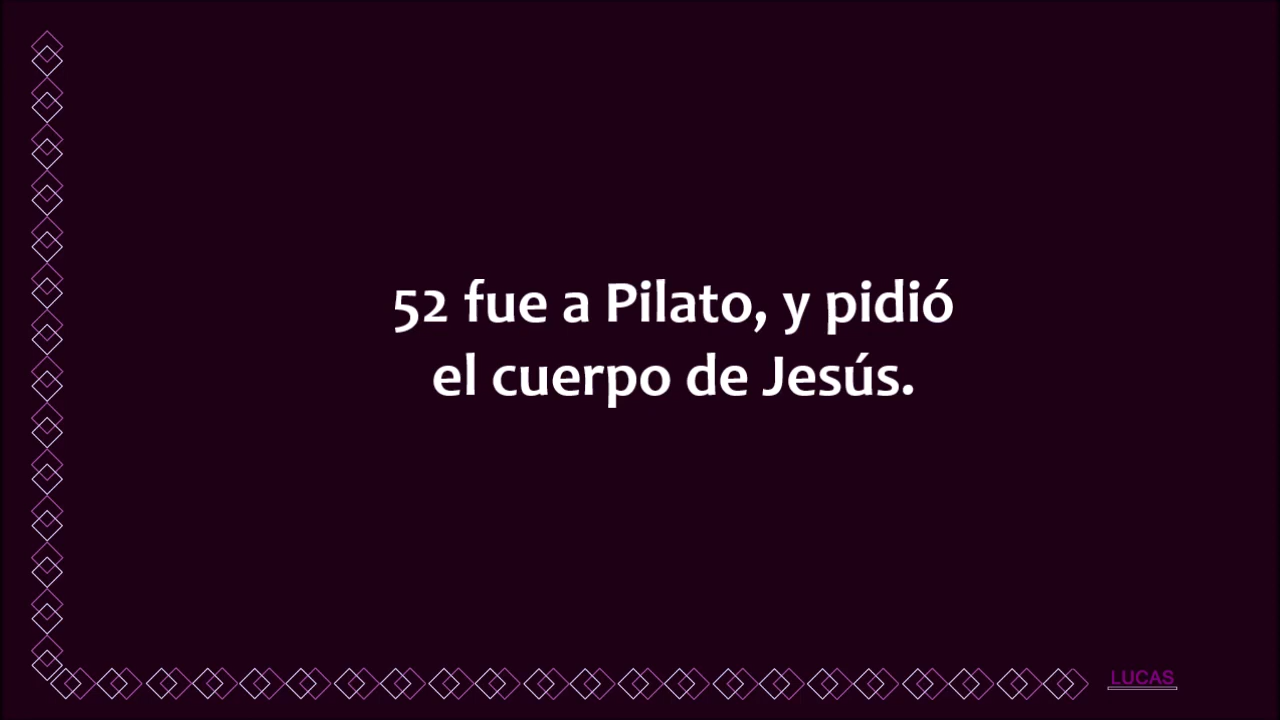 52 fue a Pilato, y pidió
el cuerpo de Jesús.
LUCAS